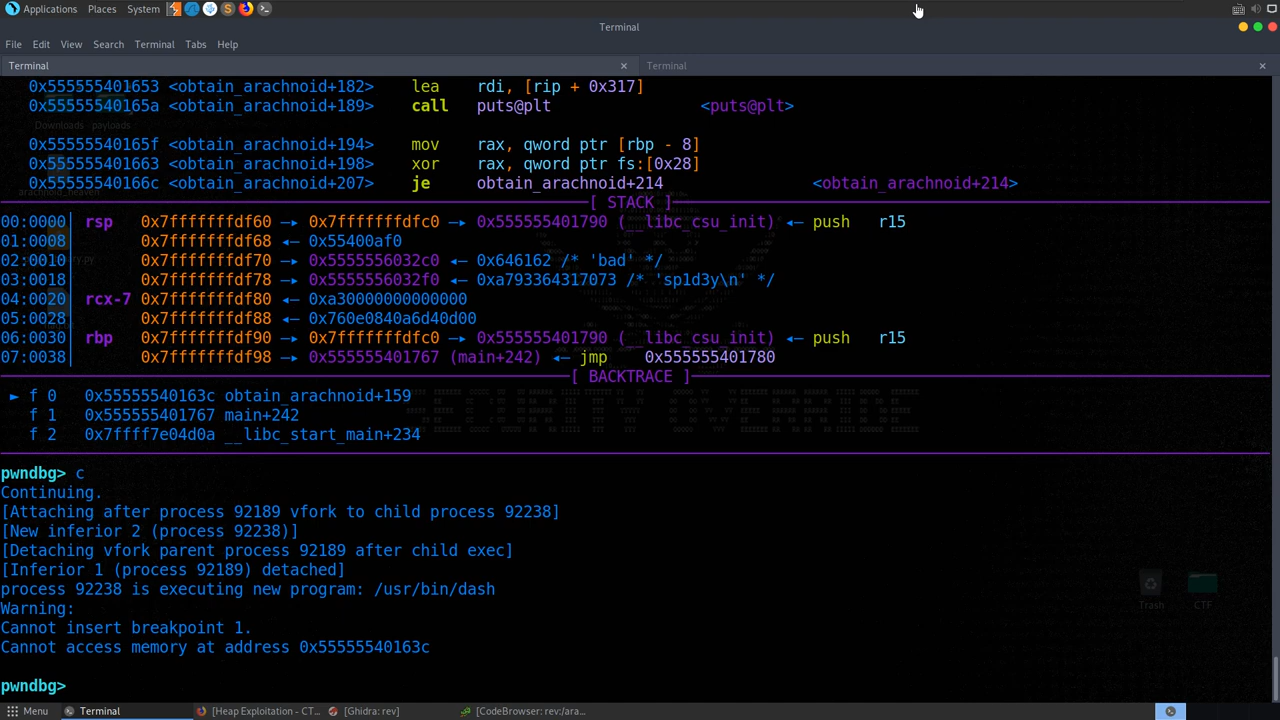 Applications Places System
Terminal
File Edit View Search Terminal Tabs Help
Terminal × Terminal ×
0x555555401653 <obtain_arachnoid+182> lea rdi, [rip + 0x317]
0x55555540165a <obtain_arachnoid+189> call puts@plt <puts@plt>
Downloads payloads
0x55555540165f <obtain_arachnoid+194> mov rax, qword ptr [rbp - 8]
0x555555401663 <obtain_arachnoid+198> xor rax, qword ptr fs:[0x28]
0x55555540166c <obtain_arachnoid+207> je obtain_arachnoid+214 <obtain_arachnoid+214>
[ STACK ]
00:0000│ rsp 0x7fffffffdf60 —▸ 0x7fffffffdfc0 —▸ 0x555555401790 (__libc_csu_init) ◂— push r15
01:0008│ 0x7fffffffdf68 ◂— 0x55400af0
02:0010│ 0x7fffffffdf70 —▸ 0x5555556032c0 ◂— 0x646162 /* 'bad' */
03:0018│ 0x7fffffffdf78 —▸ 0x5555556032f0 ◂— 0xa793364317073 /* 'sp1d3y\n' */
04:0020│ rcx-7 0x7fffffffdf80 ◂— 0xa30000000000000
05:0028│ 0x7fffffffdf88 ◂— 0x760e0840a6d40d00
06:0030│ rbp 0x7fffffffdf90 —▸ 0x7fffffffdfc0 —▸ 0x555555401790 (__libc_csu_init) ◂— push r15
07:0038│ 0x7fffffffdf98 —▸ 0x555555401767 (main+242) ◂— jmp 0x555555401780
[ BACKTRACE ]
► f 0 0x55555540163c obtain_arachnoid+159
f 1 0x555555401767 main+242
f 2 0x7ffff7e04d0a __libc_start_main+234
pwndbg> c
Continuing.
[Attaching after process 92189 vfork to child process 92238]
[New inferior 2 (process 92238)]
[Detaching vfork parent process 92189 after child exec]
[Inferior 1 (process 92189) detached]
process 92238 is executing new program: /usr/bin/dash
Warning:
Cannot insert breakpoint 1.
Cannot access memory at address 0x55555540163c
Trash CTF
pwndbg>
Menu Terminal [Heap Exploitation - CT... [Ghidra: rev] [CodeBrowser: rev:/ara...